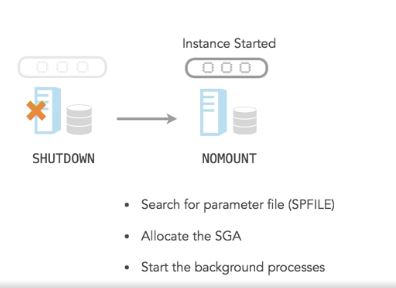 Instance Started
SHUTDOWN
NOMOUNT
• Search for parameter file (SPFILE)
• Allocate the SGA
• Start the background processes